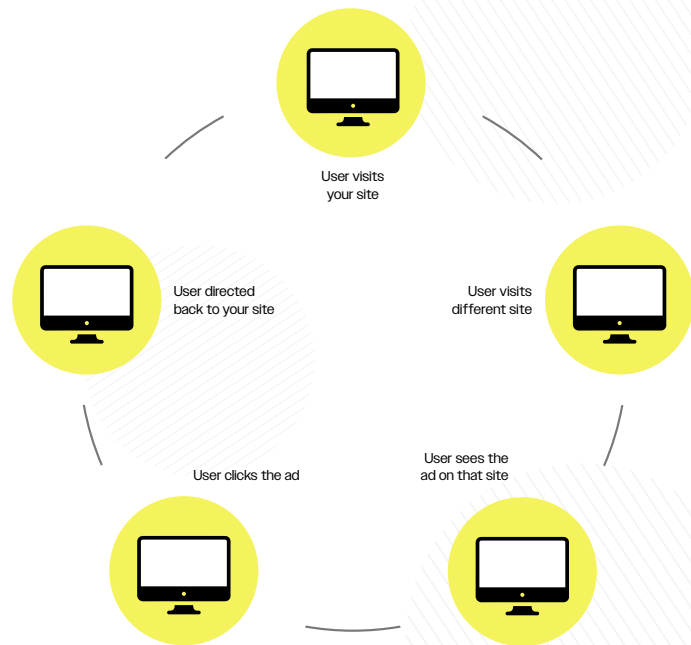 User visits
your site
User visits
different site
User sees the
ad on that site
User clicks the ad
User directed
back to your site